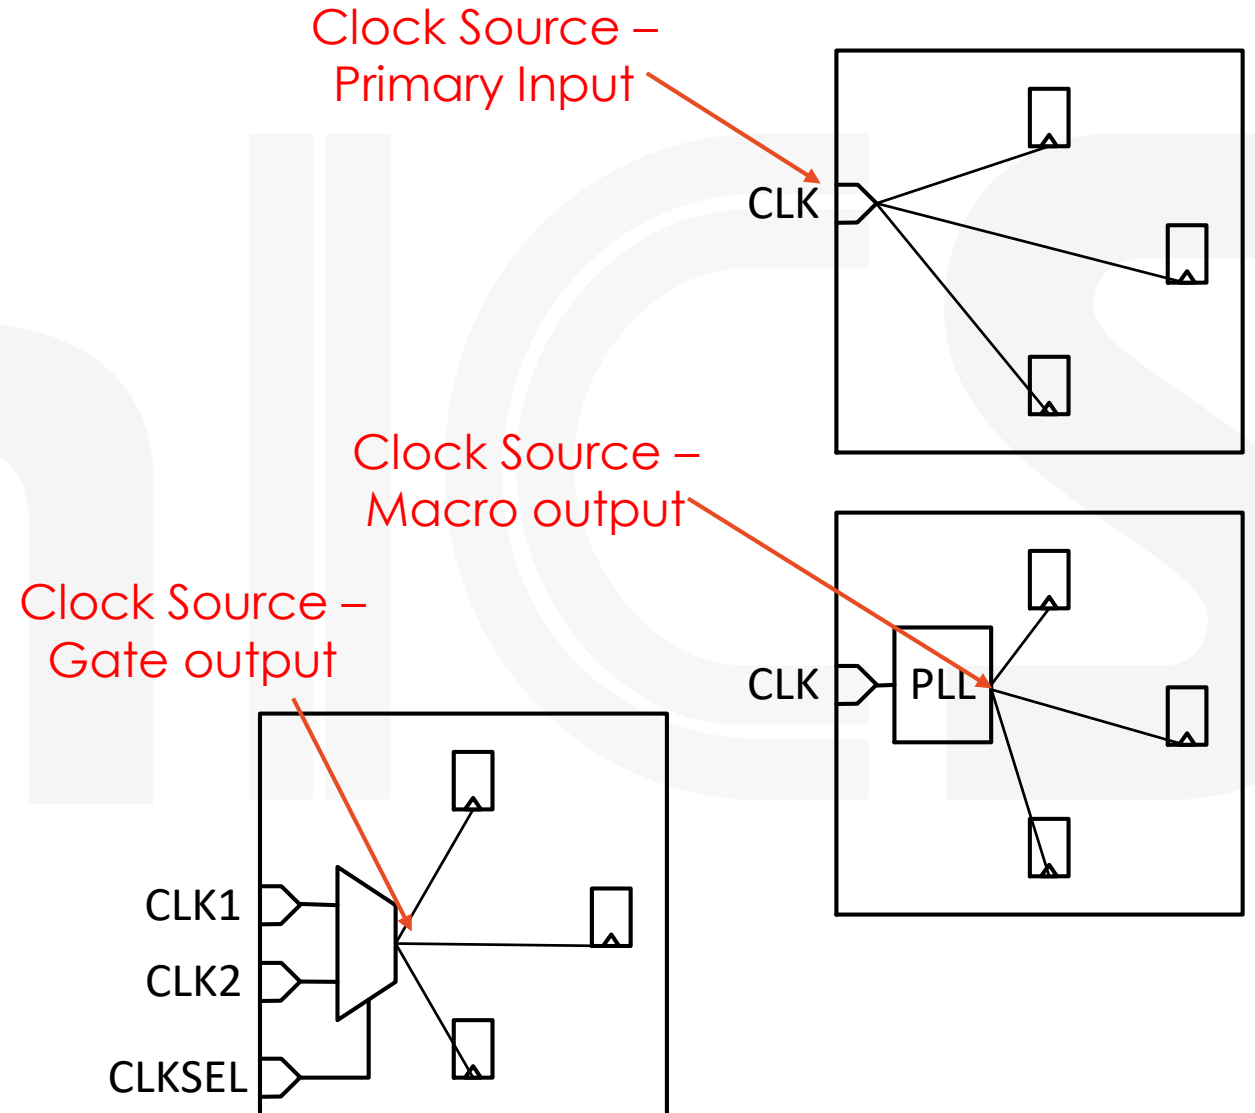 Clock Source –
Primary Input
CLK
Clock Source –
Macro output
CLK
PLL
Clock Source –
Gate output
CLK1
CLK2
CLKSEL